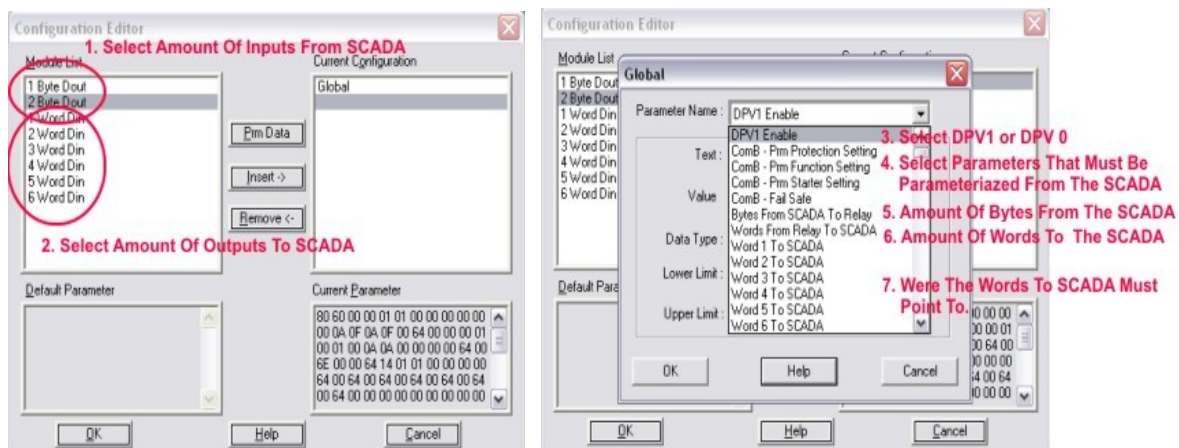 Configuration Editor
1. Select Amount Of Inputs From SCADA
Module List
Current Configuration
1 Byte Dout
2 Byte Dout
1 Word Din
2 Word Din
3 Word Din
4 Word Din
5 Word Din
6 Word Din
Global
Prm Data
Insert ->
Remove <-
2. Select Amount Of Outputs To SCADA
Default Parameter
Current Parameter
80 60 00 00 01 01 00 00 00 00 00
00 0A 0F 0A 0F 00 64 00 00 00 01
00 01 00 0A 0A 00 00 00 00 64 00
6E 00 00 64 14 01 01 00 00 00 00
64 00 64 00 64 00 64 00 64 00 64
00 64 00 00 00 00 00 00 00 00 00
OK
Help
Cancel
Configuration Editor
Module List
1 Byte Dout
2 Byte Dout
1 Word Din
2 Word Din
3 Word Din
4 Word Din
5 Word Din
6 Word Din
Global
Parameter Name :
DPV1 Enable
Text :
Value
Data Type :
Lower Limit :
Upper Limit :
DPV1 Enable
ComB - Prm Protection Setting
ComB - Prm Function Setting
ComB - Prm Starter Setting
ComB - Fail Safe
Bytes From SCADA To Relay
Words From Relay To SCADA
Word 1 To SCADA
Word 2 To SCADA
Word 3 To SCADA
Word 4 To SCADA
Word 5 To SCADA
Word 6 To SCADA
3. Select DPV1 or DPV 0
4. Select Parameters That Must Be
Parameteriazed From The SCADA
5. Amount Of Bytes From The SCADA
6. Amount Of Words To The SCADA
7. Were The Words To SCADA Must
Point To.
Default Para
OK
Help
Cancel
OK
Help
Cancel